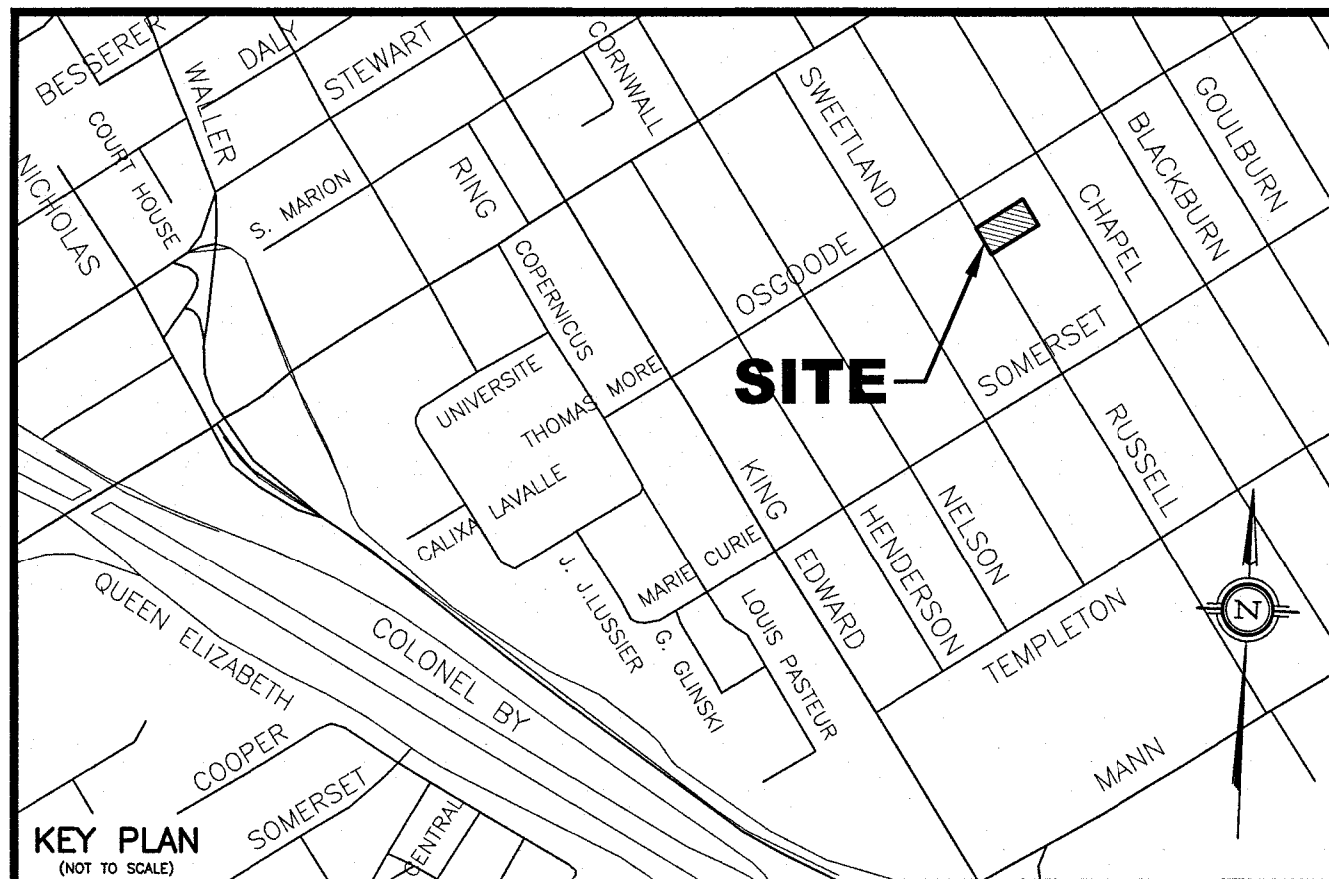 BESSERER
DALY
STEWART
WALLER
COURT HOUSE
NICHOLAS
S. MARION
RING
CORNWALL
SWEETLAND
GOULBURN
BLACKBURN
CHAPEL
COPERNICUS
OSGOODE
UNIVERSITE
THOMAS MORE
SITE
SOMERSET
RUSSELL
CALIXA LAVALLE
KING EDWARD
HENDERSON
NELSON
MARIE CURIE
J. J.LUSSIER
G. GLINSKI
LOUIS PASTEUR
TEMPLETON
N
QUEEN ELIZABETH
COLONEL BY
MANN
COOPER
SOMERSET
CENTRAL
KEY PLAN
(NOT TO SCALE)